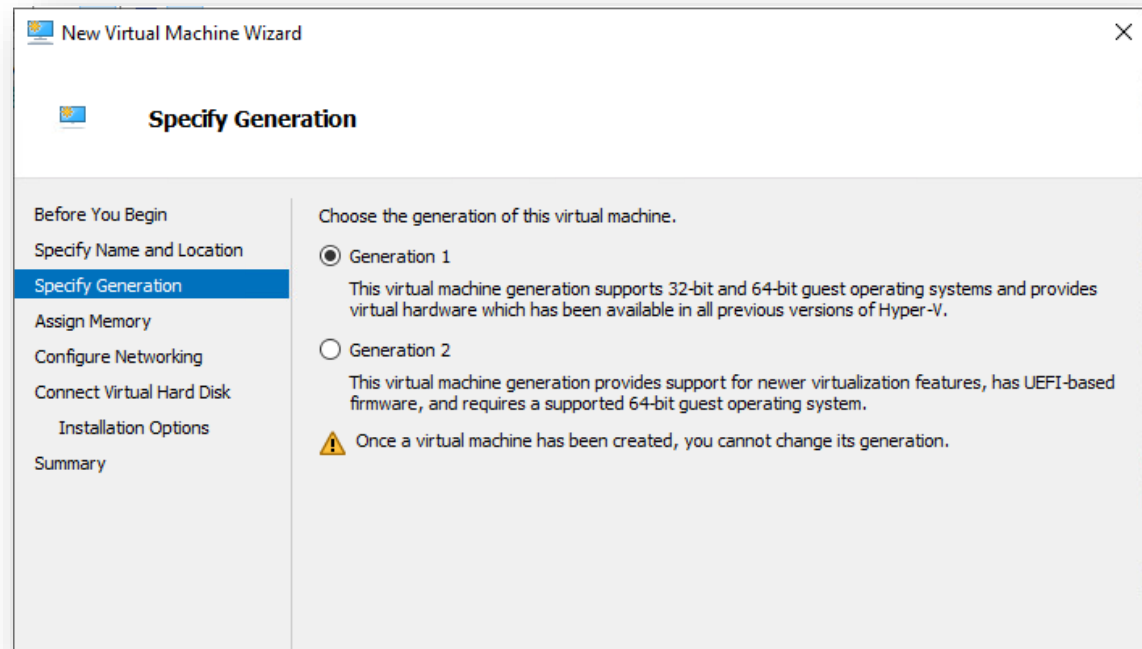 New Virtual Machine Wizard
Specify Generation
Before You Begin
Specify Name and Location
Specify Generation
Assign Memory
Configure Networking
Connect Virtual Hard Disk
Installation Options
Summary
Choose the generation of this virtual machine.
Generation 1
This virtual machine generation supports 32-bit and 64-bit guest operating systems and provides
virtual hardware which has been available in all previous versions of Hyper-V.
Generation 2
This virtual machine generation provides support for newer virtualization features, has UEFI-based
firmware, and requires a supported 64-bit guest operating system.
Once a virtual machine has been created, you cannot change its generation.